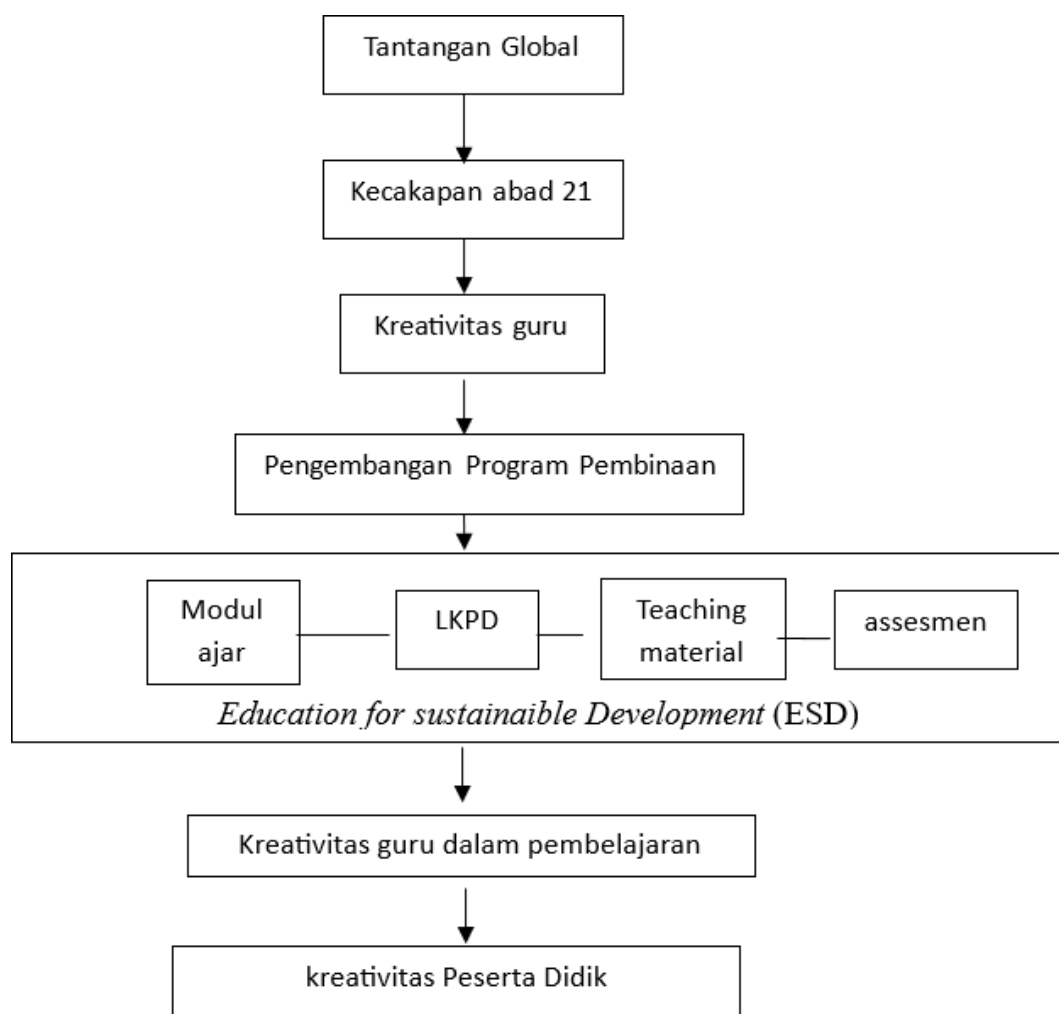 Tantangan Global
Kecakapan abad 21
Kreativitas guru
Pengembangan Program Pembinaan
Modul
ajar
LKPD
Teaching
material
assesmen
Education for sustainaible Development (ESD)
Kreativitas guru dalam pembelajaran
kreativitas Peserta Didik